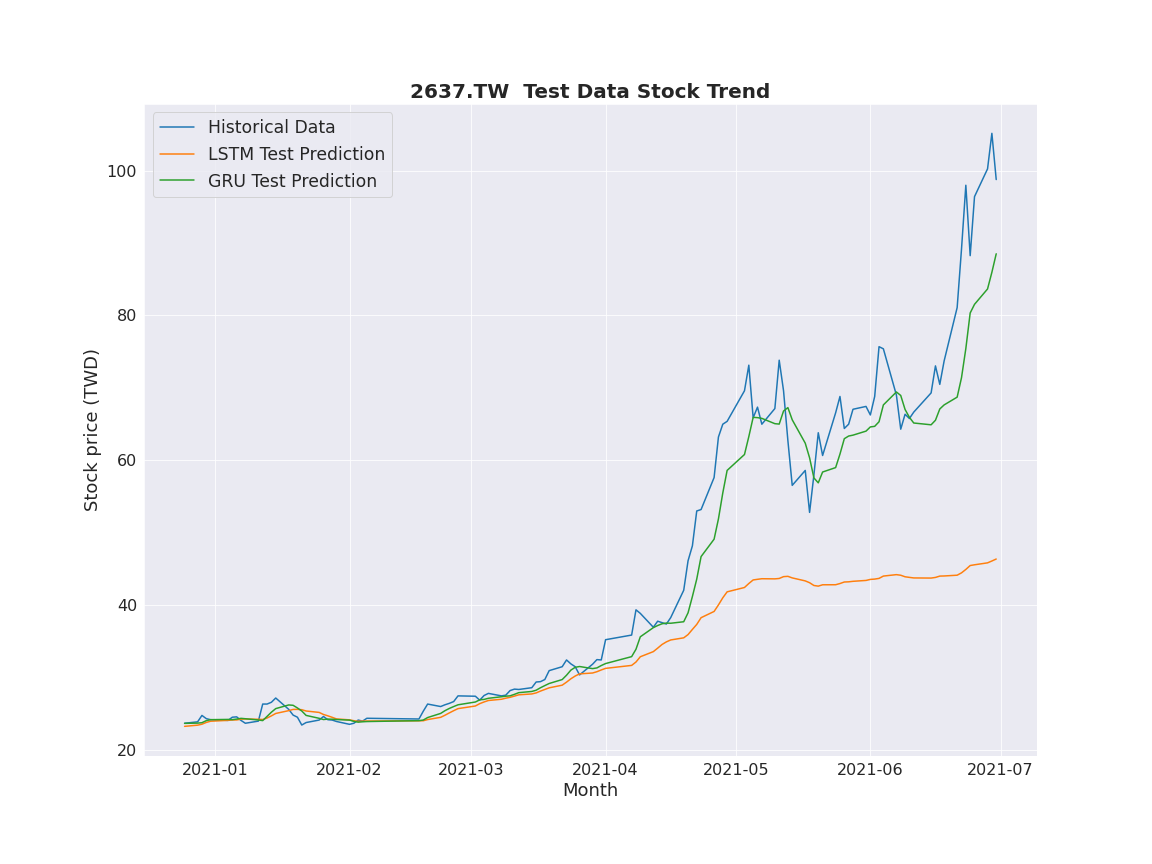 2637.TW  Test Data Stock Trend
Historical Data
LSTM Test Prediction
GRU Test Prediction
Stock price (TWD)
100
80
60
40
20
2021-01 2021-02 2021-03 2021-04 2021-05 2021-06 2021-07
Month